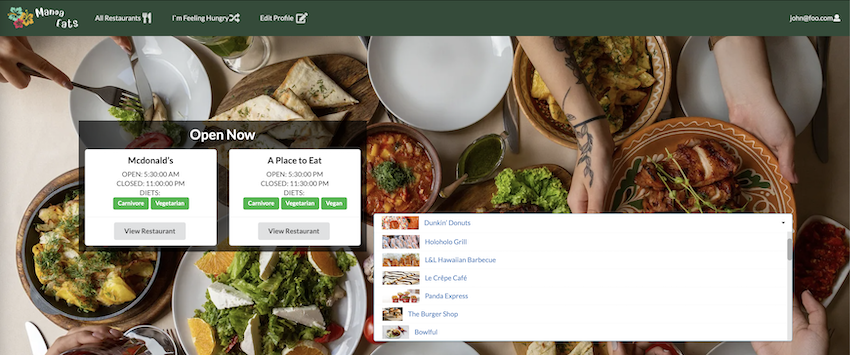 Manoa Eats
All Restaurants
I'm Feeling Hungry
Edit Profile
john@foo.com
Open Now
Mcdonald's
OPEN: 5:30:00 AM
CLOSED: 11:00:00 PM
DIETS:
Carnivore Vegetarian
View Restaurant
A Place to Eat
OPEN: 5:30:00 PM
CLOSED: 11:30:00 PM
DIETS:
Carnivore Vegetarian Vegan
View Restaurant
Dunkin' Donuts
Holoholo Grill
L&L Hawaiian Barbecue
Le Crêpe Café
Panda Express
The Burger Shop
Bowlful